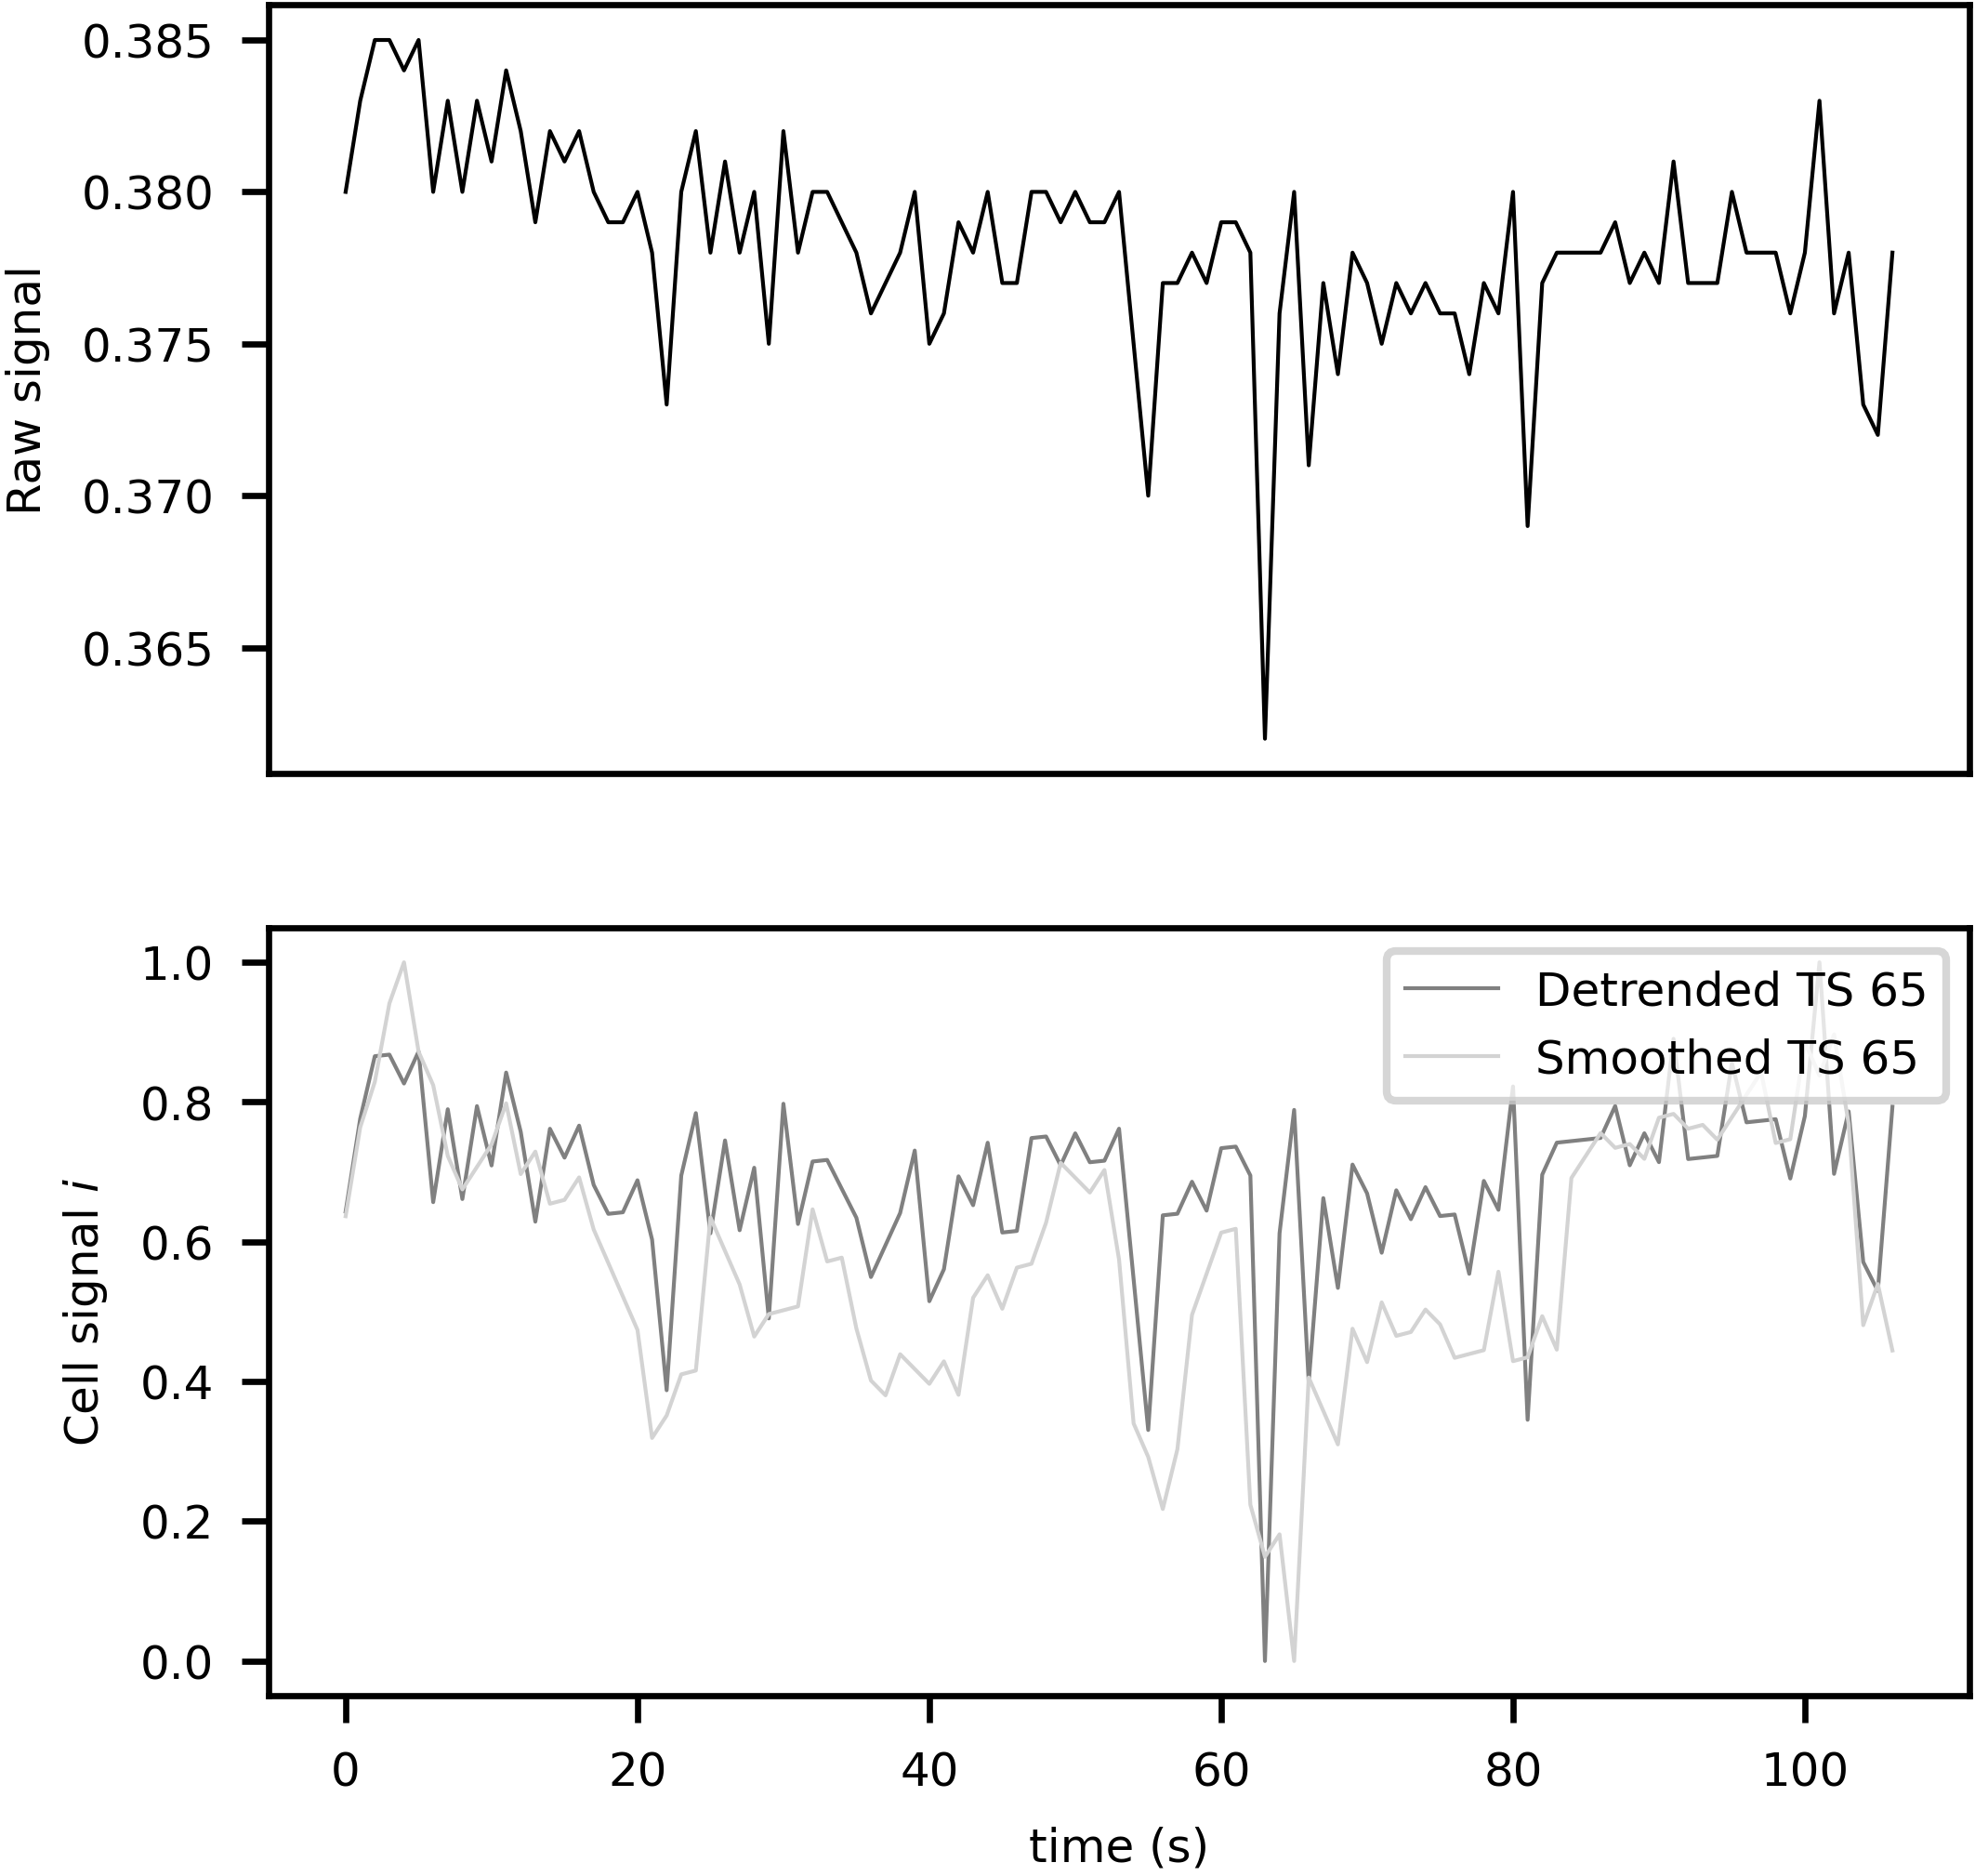 Raw signal
0.385
0.380
0.375
0.370
0.365
Cell signal i
1.0
0.8
0.6
0.4
0.2
0.0
Detrended TS 65
Smoothed TS 65
0 20 40 60 80 100
time (s)